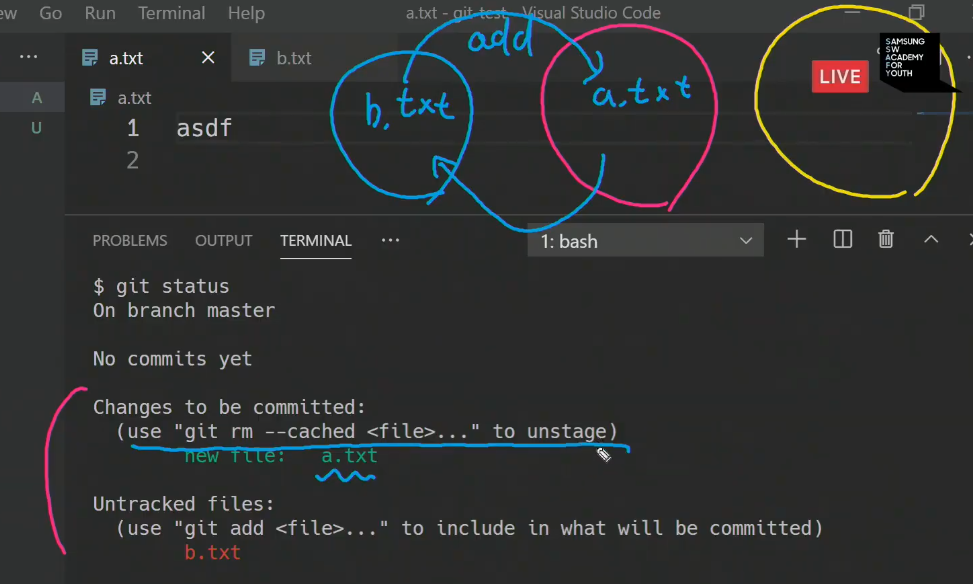 ew Go Run Terminal Help a.txt - git-test - Visual Studio Code
a.txt
b.txt
add
SAMSUNG
SW
ACADEMY
FOR
YOUTH
LIVE
A
a.txt
b.txt
a.txt
U
1 asdf
2
PROBLEMS OUTPUT TERMINAL ... 1: bash
$ git status
On branch master
No commits yet
Changes to be committed:
(use "git rm --cached <file>..." to unstage)
new file: a.txt
Untracked files:
(use "git add <file>..." to include in what will be committed)
b.txt